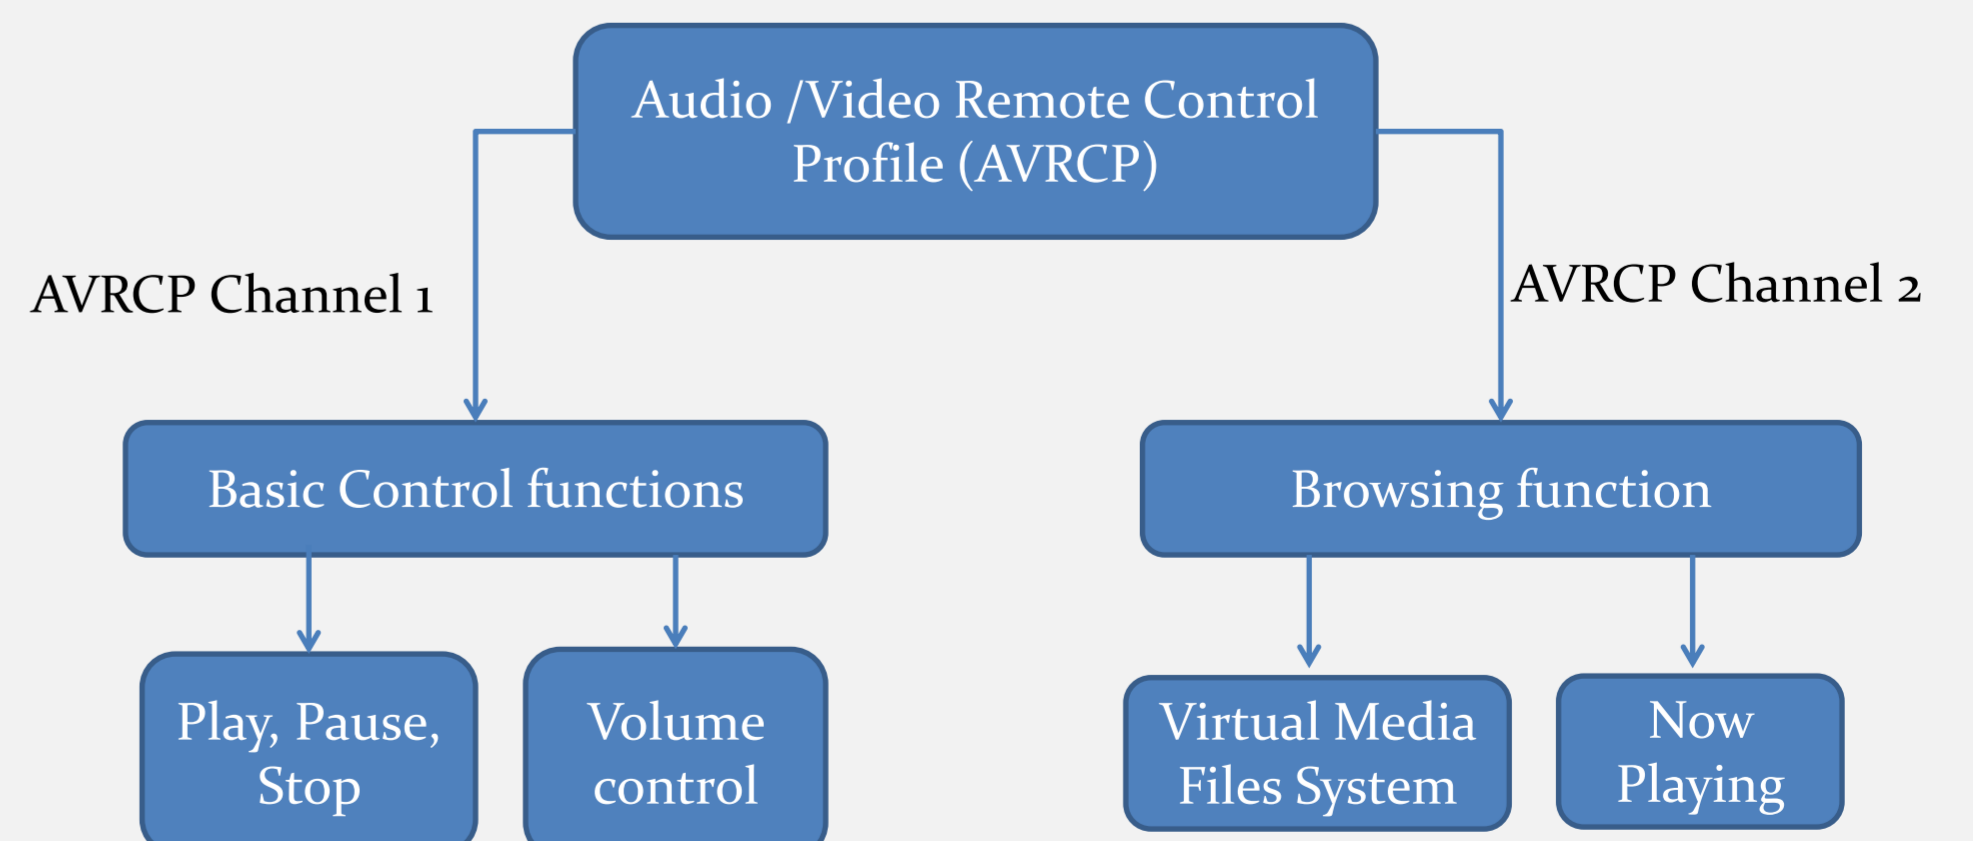 Audio /Video Remote Control
Profile (AVRCP)
AVRCP Channel 1
AVRCP Channel 2
Basic Control functions
Browsing function
Play, Pause,
Stop
Volume
control
Virtual Media
Files System
Now
Playing